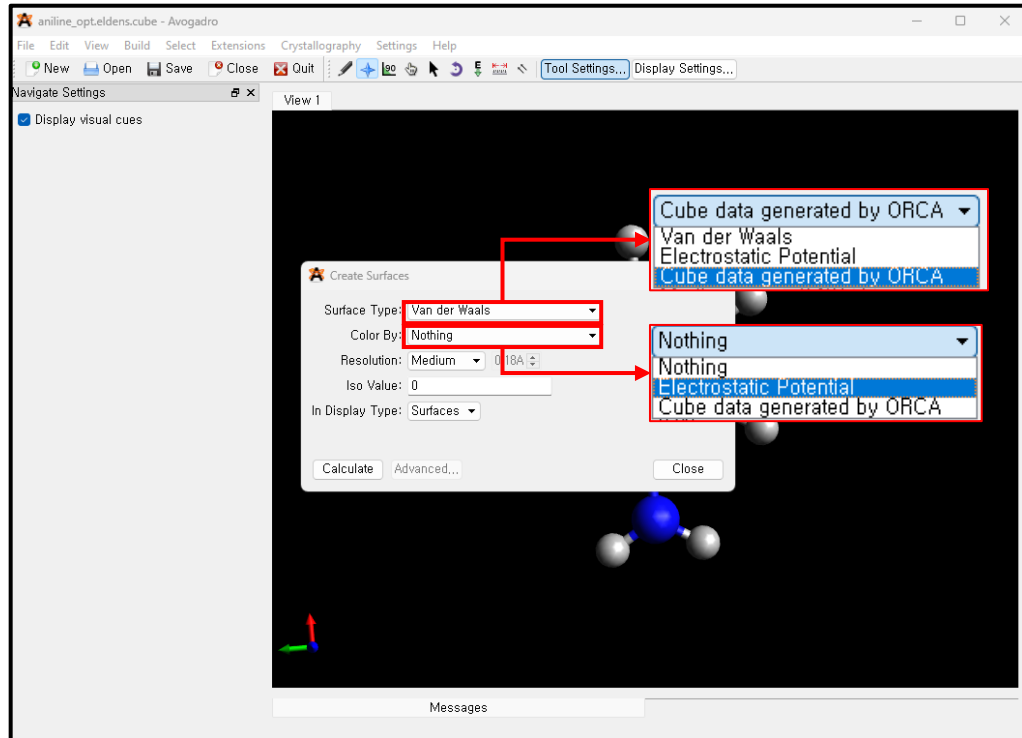 aniline_opt.eldens.cube - Avogadro
File Edit View Build Select Extensions Crystallography Settings Help
New Open Save Close Quit Tool Settings... Display Settings...
Navigate Settings
View 1
Display visual cues
Cube data generated by ORCA
Van der Waals
Electrostatic Potential
Cube data generated by ORCA
Create Surfaces
Surface Type: Van der Waals
Color By: Nothing
Resolution: Medium 0.18A
Iso Value: 0
In Display Type: Surfaces
Nothing
Nothing
Electrostatic Potential
Cube data generated by ORCA
Calculate Advanced... Close
Messages